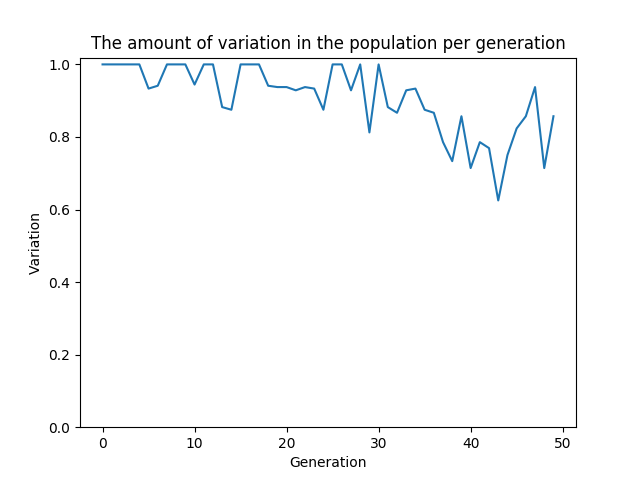 The amount of variation in the population per generation
1.0
0.8
0.6
0.4
0.2
0.0
Variation
0 10 20 30 40 50
Generation